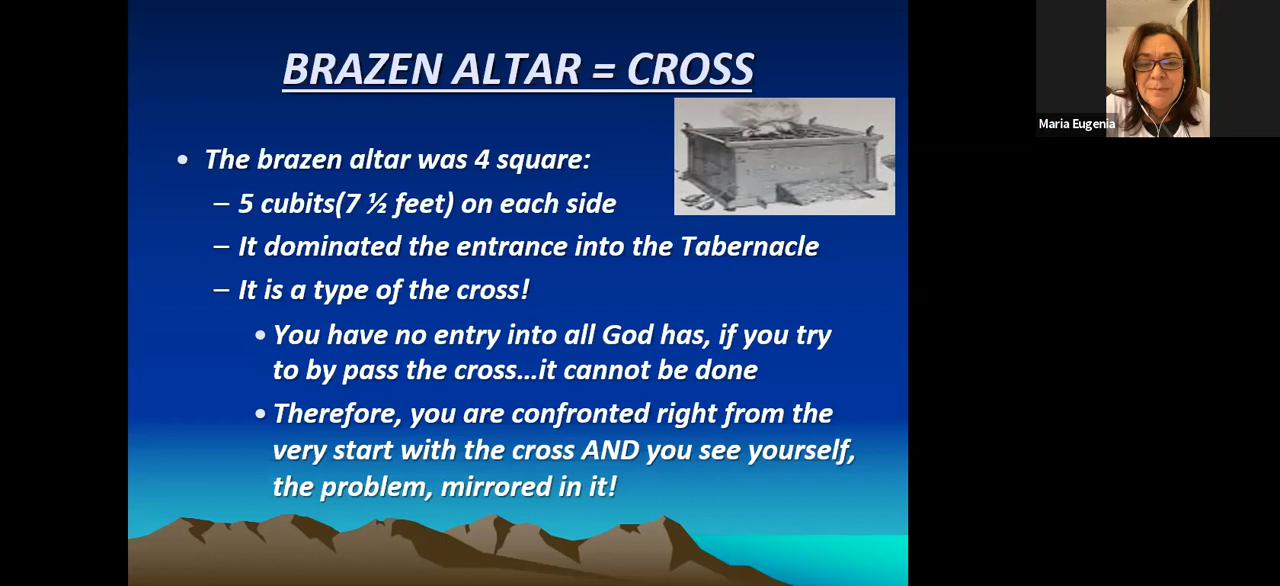 BRAZEN ALTAR = CROSS
• The brazen altar was 4 square:
– 5 cubits(7 ½ feet) on each side
– It dominated the entrance into the Tabernacle
– It is a type of the cross!
• You have no entry into all God has, if you try
to by pass the cross...it cannot be done
• Therefore, you are confronted right from the
very start with the cross AND you see yourself,
the problem, mirrored in it!
Maria Eugenia